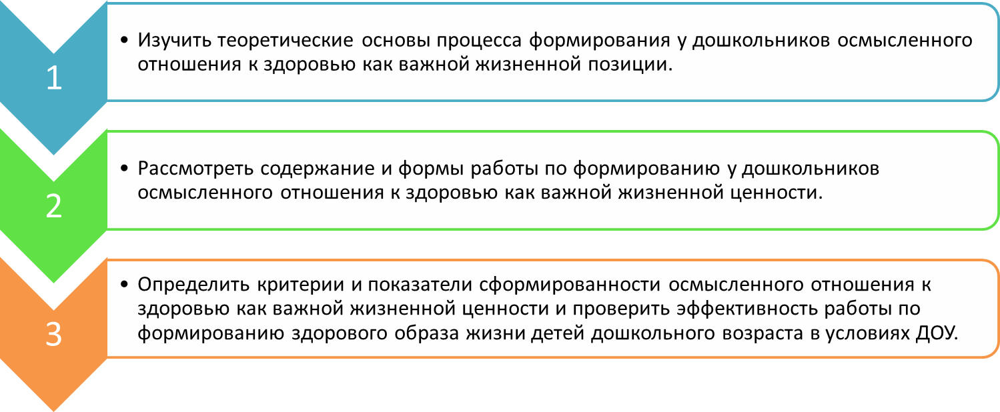 1
• Изучить теоретические основы процесса формирования у дошкольников осмысленного
отношения к здоровью как важной жизненной позиции.
2
• Рассмотреть содержание и формы работы по формированию у дошкольников
осмысленного отношения к здоровью как важной жизненной ценности.
3
• Определить критерии и показатели сформированности осмысленного отношения к
здоровью как важной жизненной ценности и проверить эффективность работы по
формированию здорового образа жизни детей дошкольного возраста в условиях ДОУ.